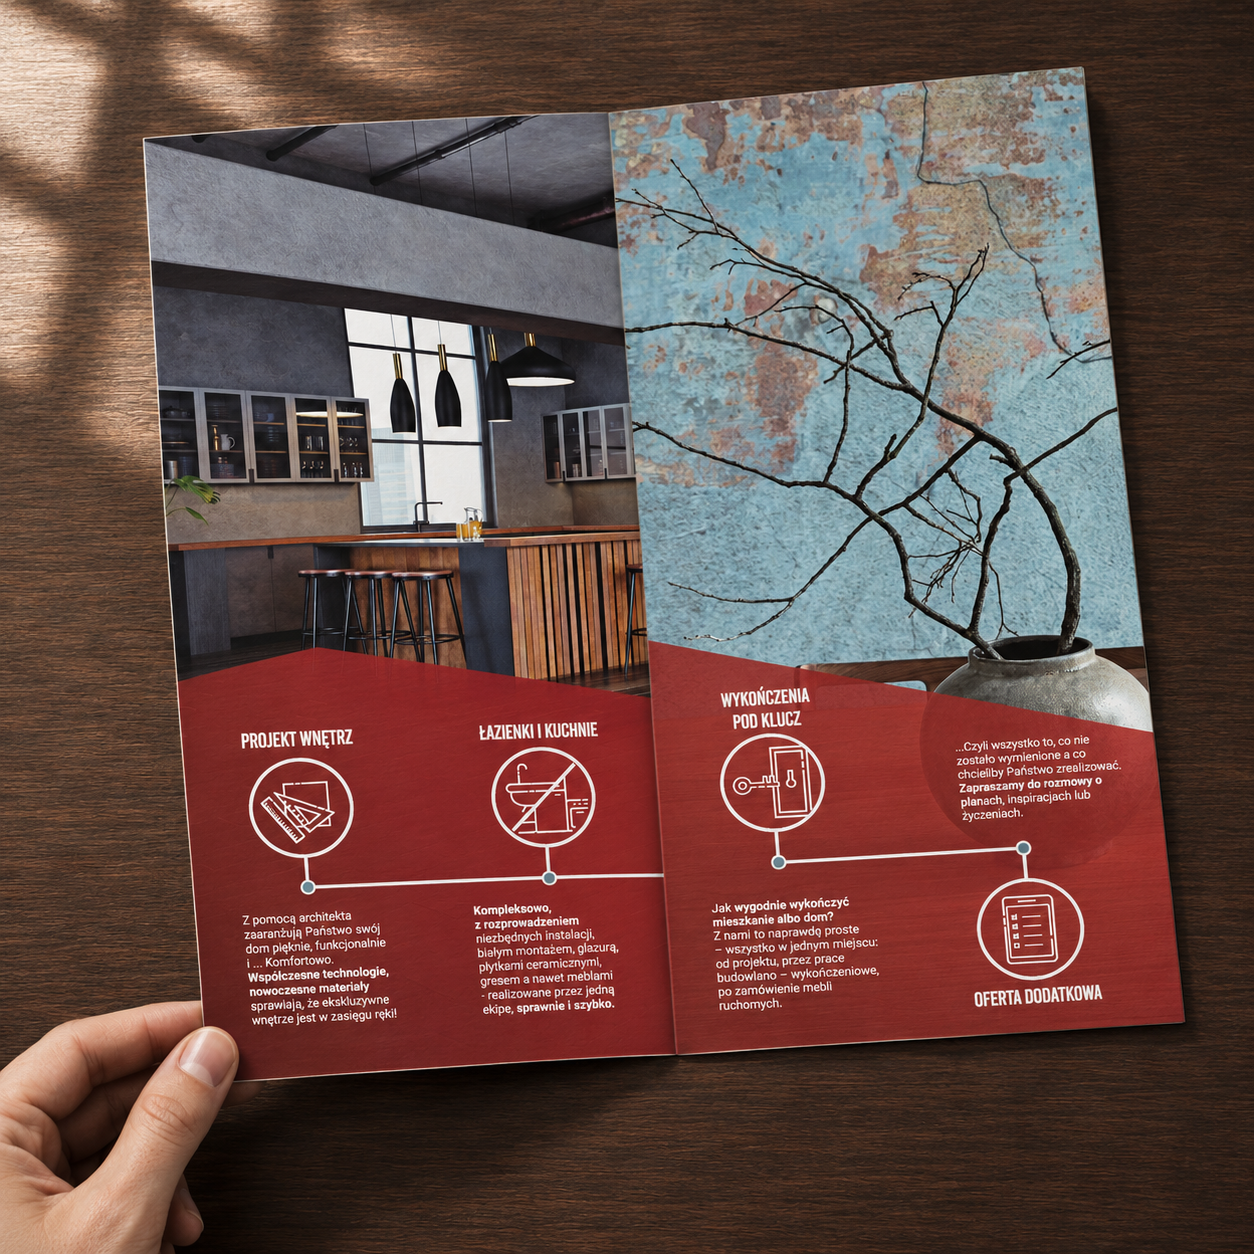 PROJEKT WNĘTRZ
Z pomocą architekta
zaaranżują Państwo swój
dom pięknie, funkcjonalnie
i ... Komfortowo.
Współczesne technologie,
nowoczesne materiały
sprawiają, że ekskluzywne
wnętrze jest w zasięgu ręki!
ŁAZIENKI I KUCHNIE
Kompleksowo,
z rozprowadzeniem
niezbędnych instalacji,
białym montażem, glazurą,
płytkami ceramicznymi,
gresem a nawet meblami
- realizowane przez jedną
ekipę, sprawnie i szybko.
WYKOŃCZENIA
POD KLUCZ
Jak wygodnie wykończyć
mieszkanie albo dom?
Z nami to naprawdę proste
– wszystko w jednym miejscu:
od projektu, przez prace
budowlano – wykończeniowe,
po zamówienie mebli
ruchomych.
...Czyli wszystko to, co nie
zostało wymienione a co
chcieliby Państwo zrealizować.
Zapraszamy do rozmowy o
planach, inspiracjach lub
życzeniach.
OFERTA DODATKOWA